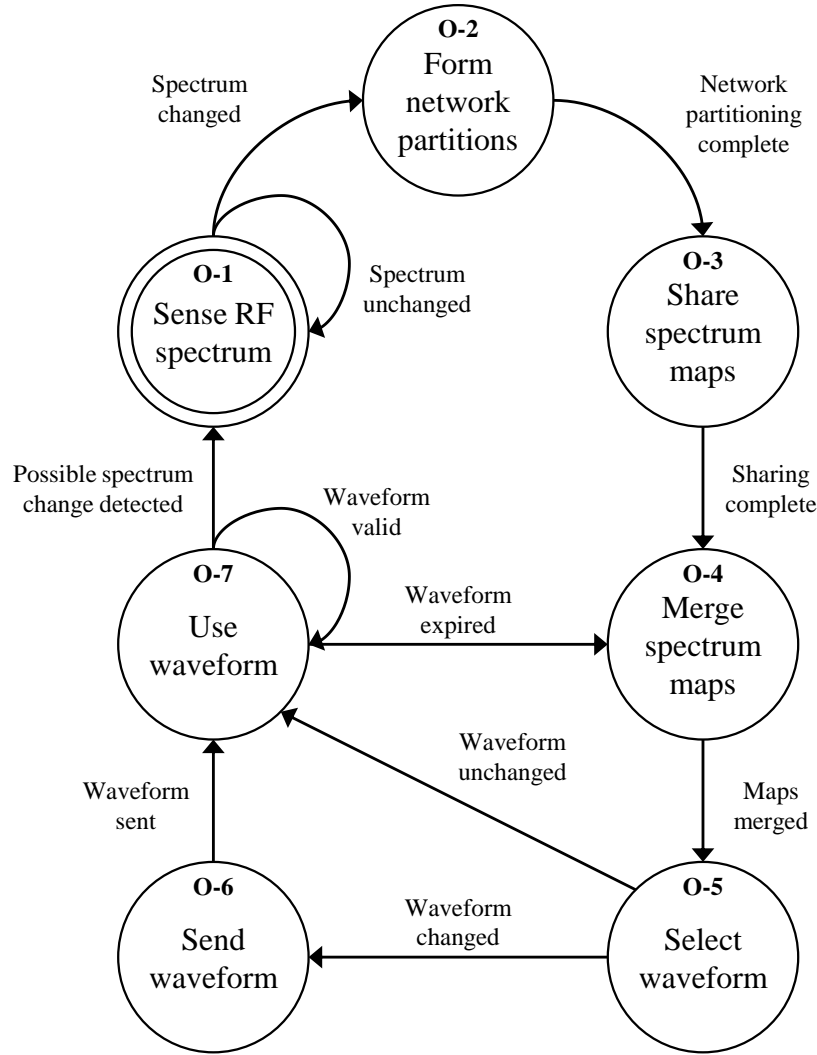 O-2
Form
network
partitions
Spectrum
changed
Network
partitioning
complete
O-1
Sense RF
spectrum
Spectrum
unchanged
O-3
Share
spectrum
maps
Possible spectrum
change detected
Waveform
valid
Sharing
complete
O-7
Use
waveform
Waveform
expired
O-4
Merge
spectrum
maps
Waveform
sent
Waveform
unchanged
Maps
merged
O-6
Send
waveform
Waveform
changed
O-5
Select
waveform